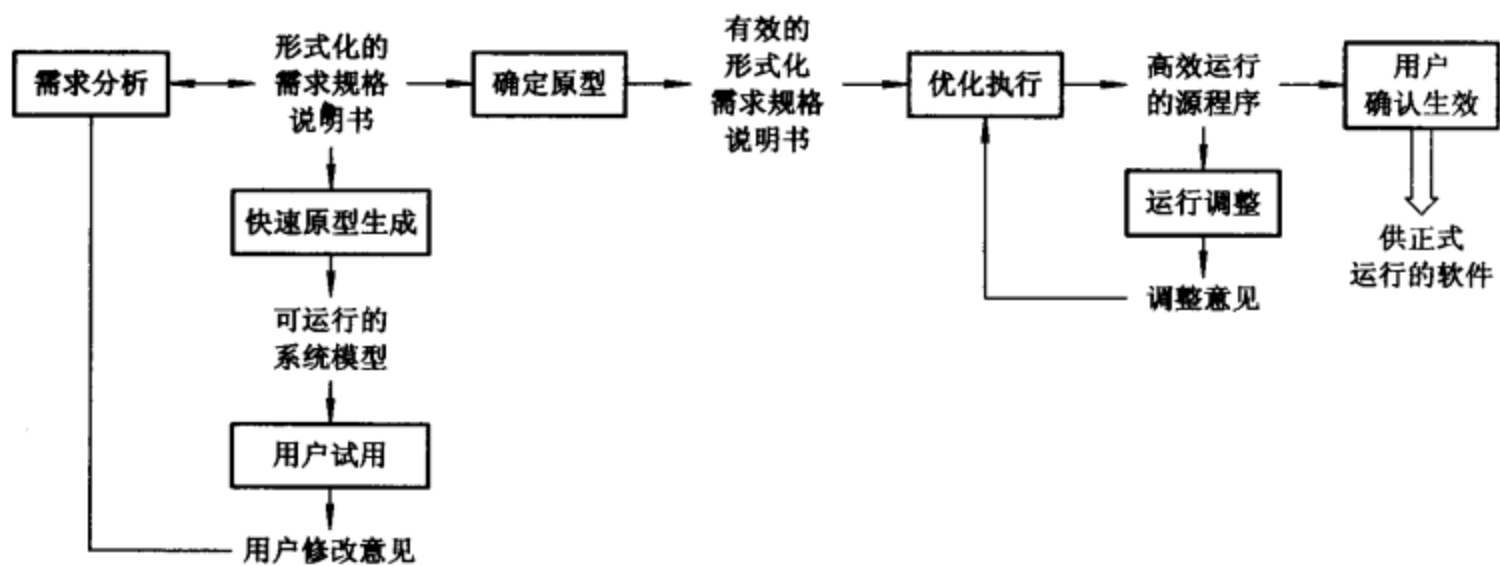 需求分析
形式化的
需求规格
说明书
确定原型
有效的
形式化
需求规格
说明书
优化执行
高效运行
的源程序
用户
确认生效
快速原型生成
运行调整
供正式
运行的软件
调整意见
可运行的
系统模型
用户试用
用户修改意见